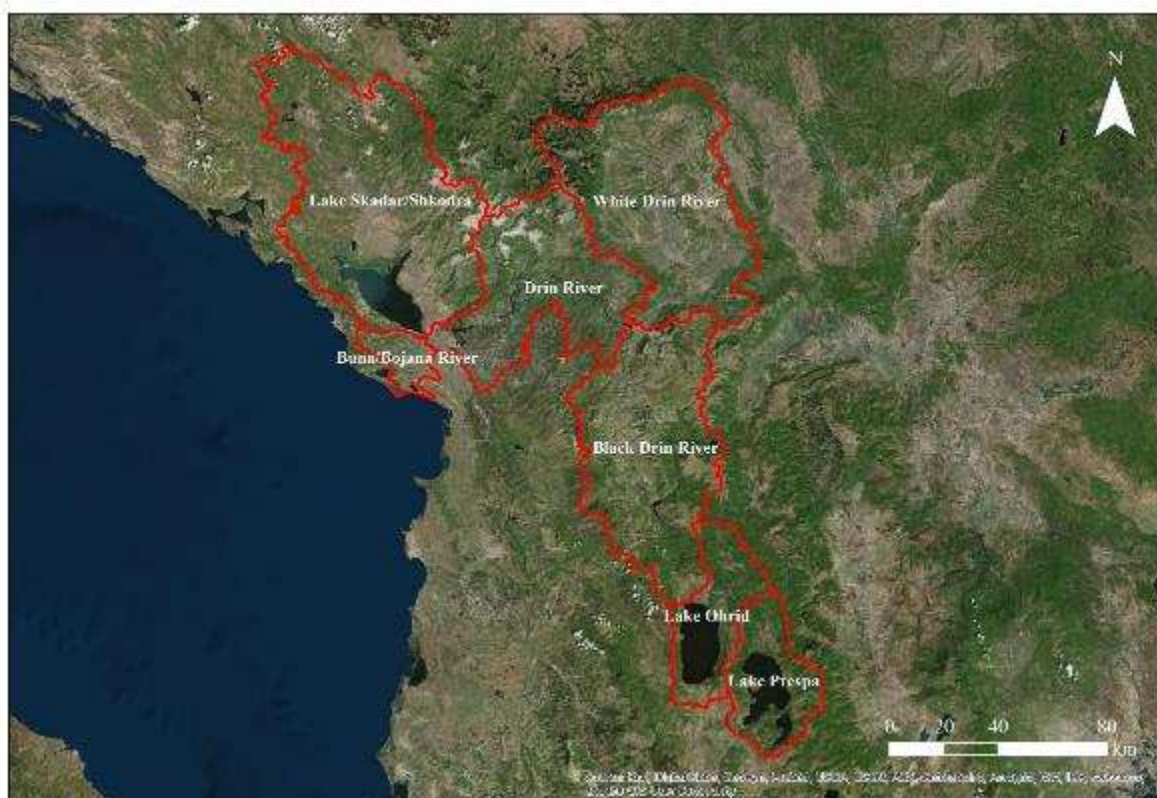 N
Lake Skadar/Shkodra
White Drin River
Drin River
Buna/Bojana River
Black Drin River
Lake Ohrid
Lake Prespa
0 20 40 80
km